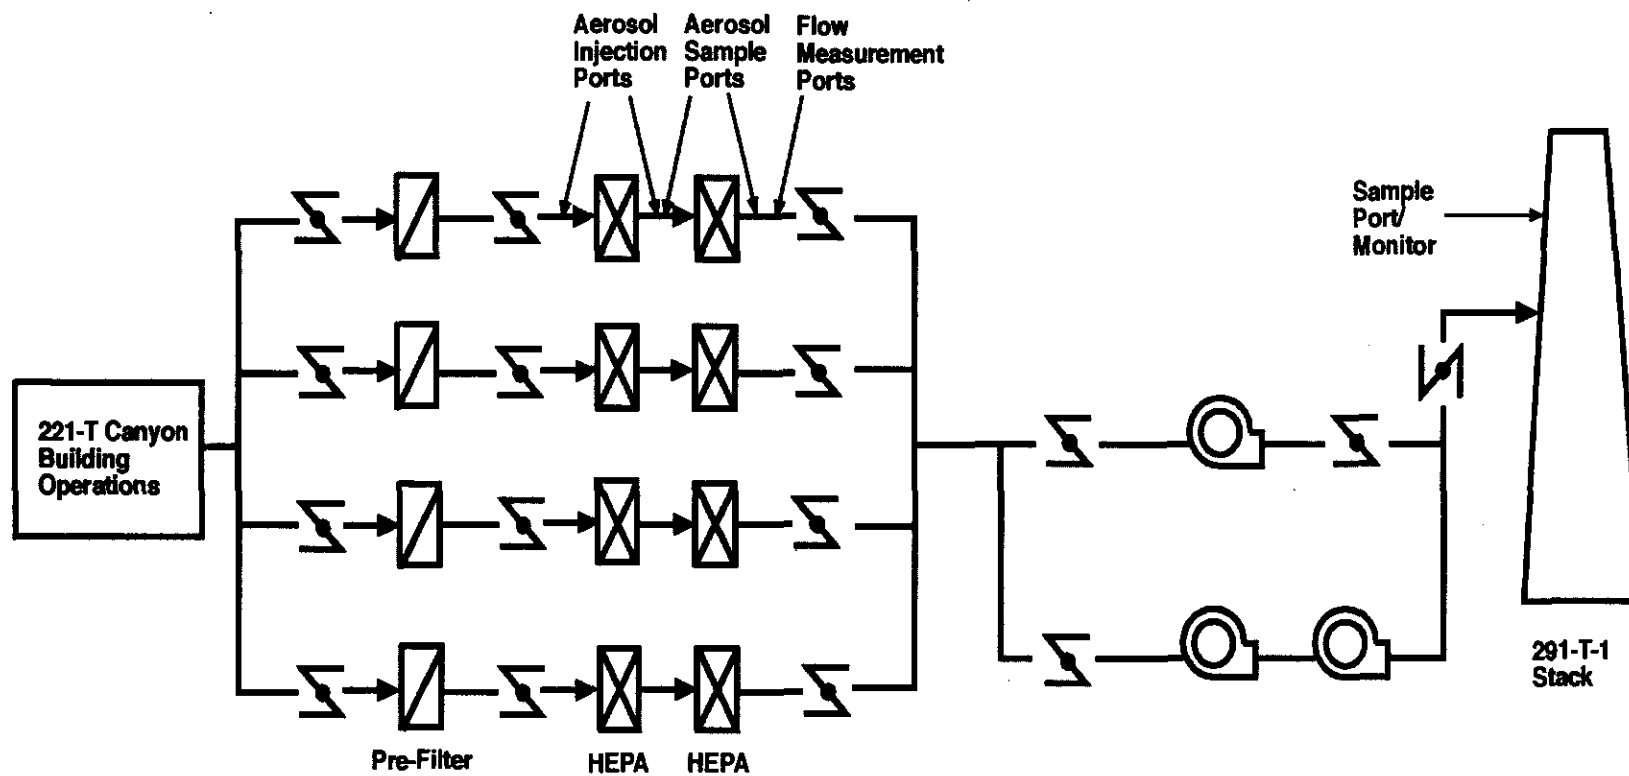 Aerosol
Injection
Ports
Aerosol
Sample
Ports
Flow
Measurement
Ports
Sample
Port/
Monitor
221-T Canyon
Building
Operations
291-T-1
Stack
Pre-Filter
HEPA
HEPA